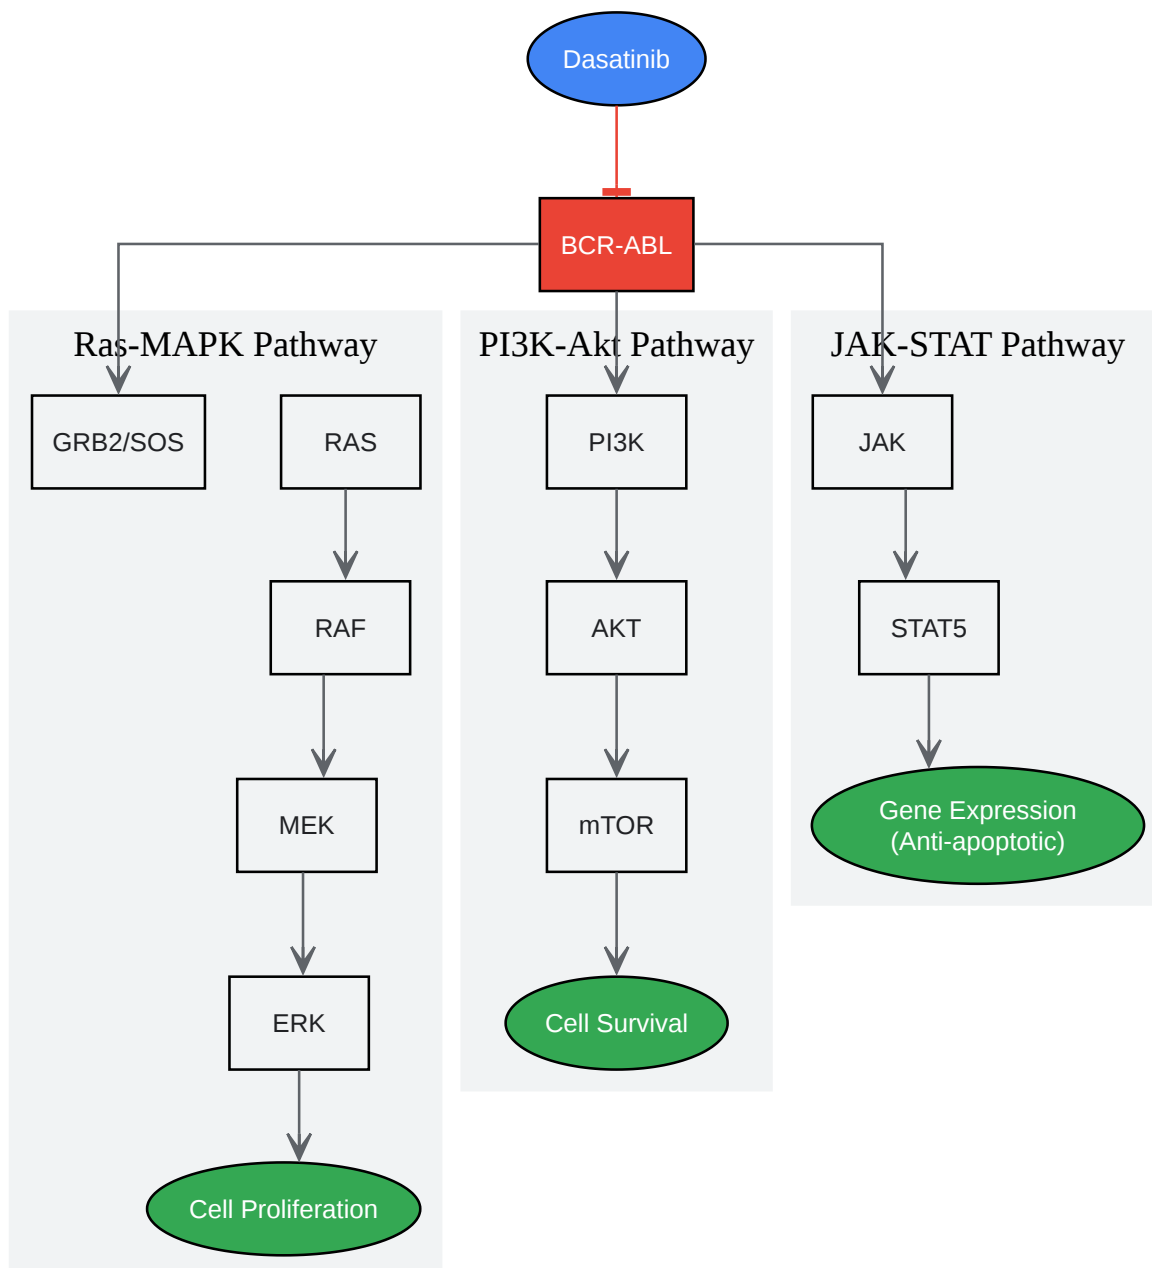 Dasatinib
BCR-ABL
Ras-MAPK Pathway
PI3K-Akt Pathway
JAK-STAT Pathway
GRB2/SOS
RAS
PI3K
JAK
RAF
AKT
STAT5
MEK
mTOR
Gene Expression
(Anti-apoptotic)
ERK
Cell Survival
Cell Proliferation